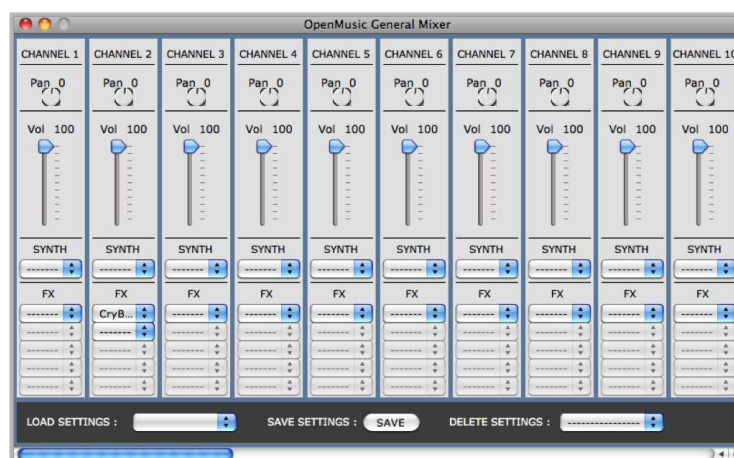 OpenMusic General Mixer
CHANNEL 1 CHANNEL 2 CHANNEL 3 CHANNEL 4 CHANNEL 5 CHANNEL 6 CHANNEL 7 CHANNEL 8 CHANNEL 9 CHANNEL 10
Pan 0 Pan 0 Pan 0 Pan 0 Pan 0 Pan 0 Pan 0 Pan 0 Pan 0 Pan 0
Vol 100 Vol 100 Vol 100 Vol 100 Vol 100 Vol 100 Vol 100 Vol 100 Vol 100 Vol 100
SYNTH SYNTH SYNTH SYNTH SYNTH SYNTH SYNTH SYNTH SYNTH SYNTH
------- ------- ------- ------- ------- ------- ------- ------- ------- -------
FX FX FX FX FX FX FX FX FX FX
------- CryB... ------- ------- ------- ------- ------- ------- ------- -------
------- ------- ------- ------- ------- ------- ------- ------- ------- -------
------- ------- ------- ------- ------- ------- ------- ------- ------- -------
------- ------- ------- ------- ------- ------- ------- ------- ------- -------
------- ------- ------- ------- ------- ------- ------- ------- ------- -------
LOAD SETTINGS : SAVE SETTINGS : SAVE DELETE SETTINGS : ----------------